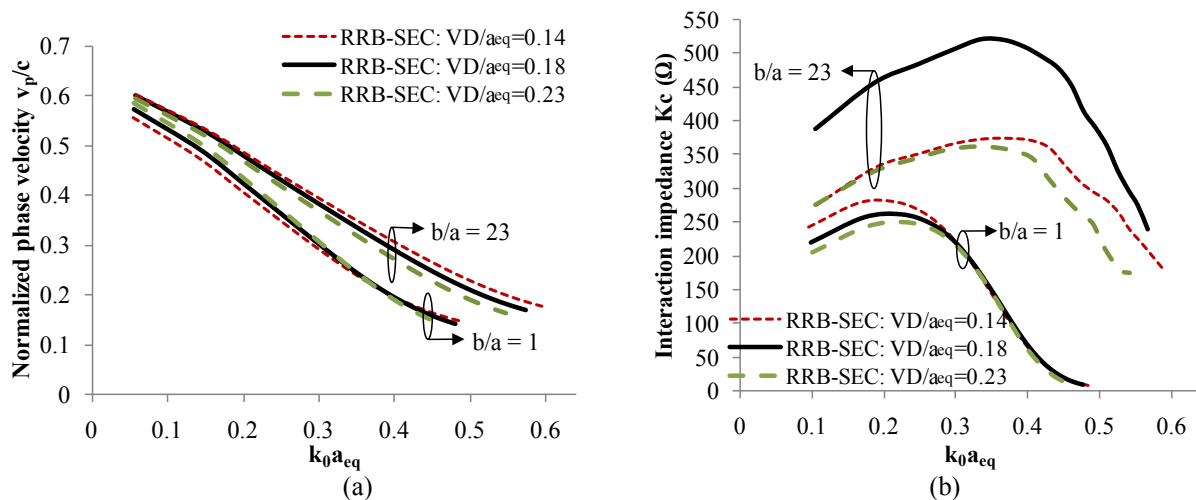 0.7
0.6
0.5
0.4
0.3
0.2
0.1
0
Normalized phase velocity vp/c
RRB-SEC: VD/aeq=0.14
RRB-SEC: VD/aeq=0.18
RRB-SEC: VD/aeq=0.23
b/a = 23
b/a = 1
0 0.1 0.2 0.3 0.4 0.5 0.6
k0aeq
(a)
550
500
450
400
350
300
250
200
150
100
50
0
Interaction impedance Kc (Ω)
b/a = 23
b/a = 1
RRB-SEC: VD/aeq=0.14
RRB-SEC: VD/aeq=0.18
RRB-SEC: VD/aeq=0.23
0 0.1 0.2 0.3 0.4 0.5 0.6
k0aeq
(b)